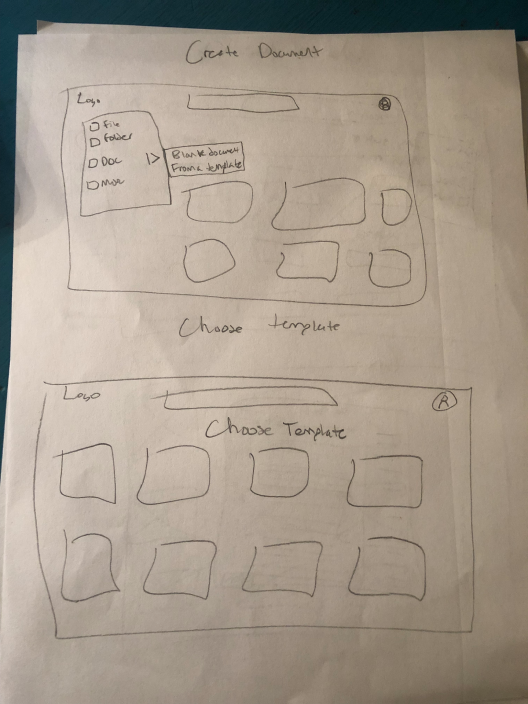 Create Document
Logo
R
File
Folder
Doc
Blank document
From a template
More
Choose template
Logo
R
Choose Template